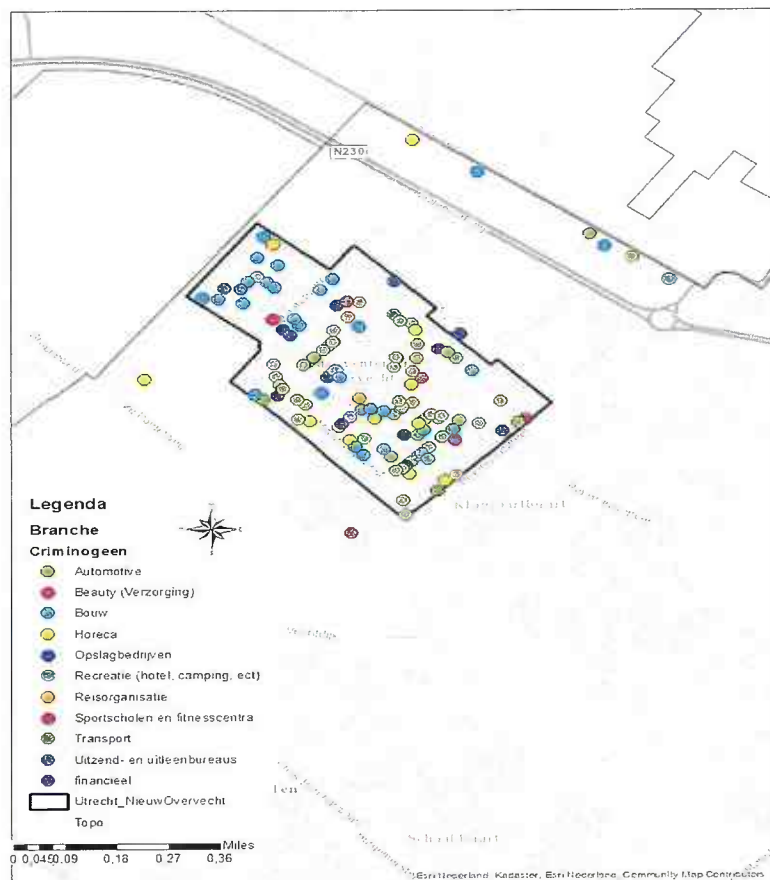 N230
Legenda
Branche
Criminogeen
Automotive
Beauty (Verzorging)
Bouw
Horeca
Opslagbedrijven
Recreatie (hotel, camping, ect)
Reisorganisatie
Sportscholen en fitnesscentra
Transport
Uitzend- en uitleenbureaus
financieel
Utrecht_NieuwOvervecht
Topo
Miles
0 0,045 0,09 0,18 0,27 0,36
Esri Nederland, Kadaster, Esri Nederland, Community Map Contributors